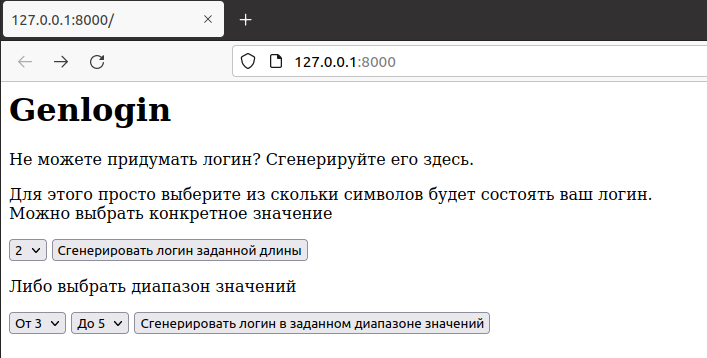 127.0.0.1:8000/
127.0.0.1:8000
Genlogin
Не можете придумать логин? Сгенерируйте его здесь.
Для этого просто выберите из скольки символов будет состоять ваш логин.
Можно выбрать конкретное значение
2 Сгенерировать логин заданной длины
Либо выбрать диапазон значений
От 3 До 5 Сгенерировать логин в заданном диапазоне значений